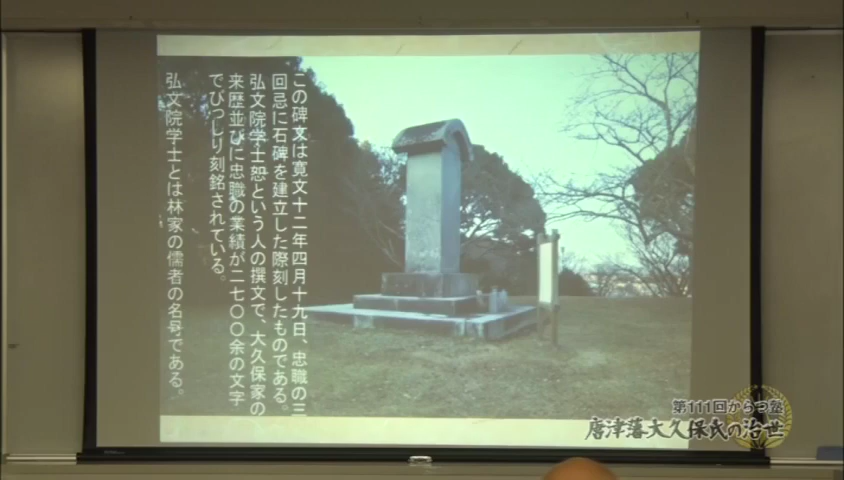 この碑文は寛文十二年四月十九日、忠職の三
回忌に石碑を建立した際刻したものである。
弘文院学士恕という人の撰文で、大久保家の
来歴並びに忠職の業績が二七〇〇余の文字
でびっしり刻銘されている。
弘文院学士とは林家の儒者の名号である。
第111回からつ塾
唐津藩大久保氏の治世